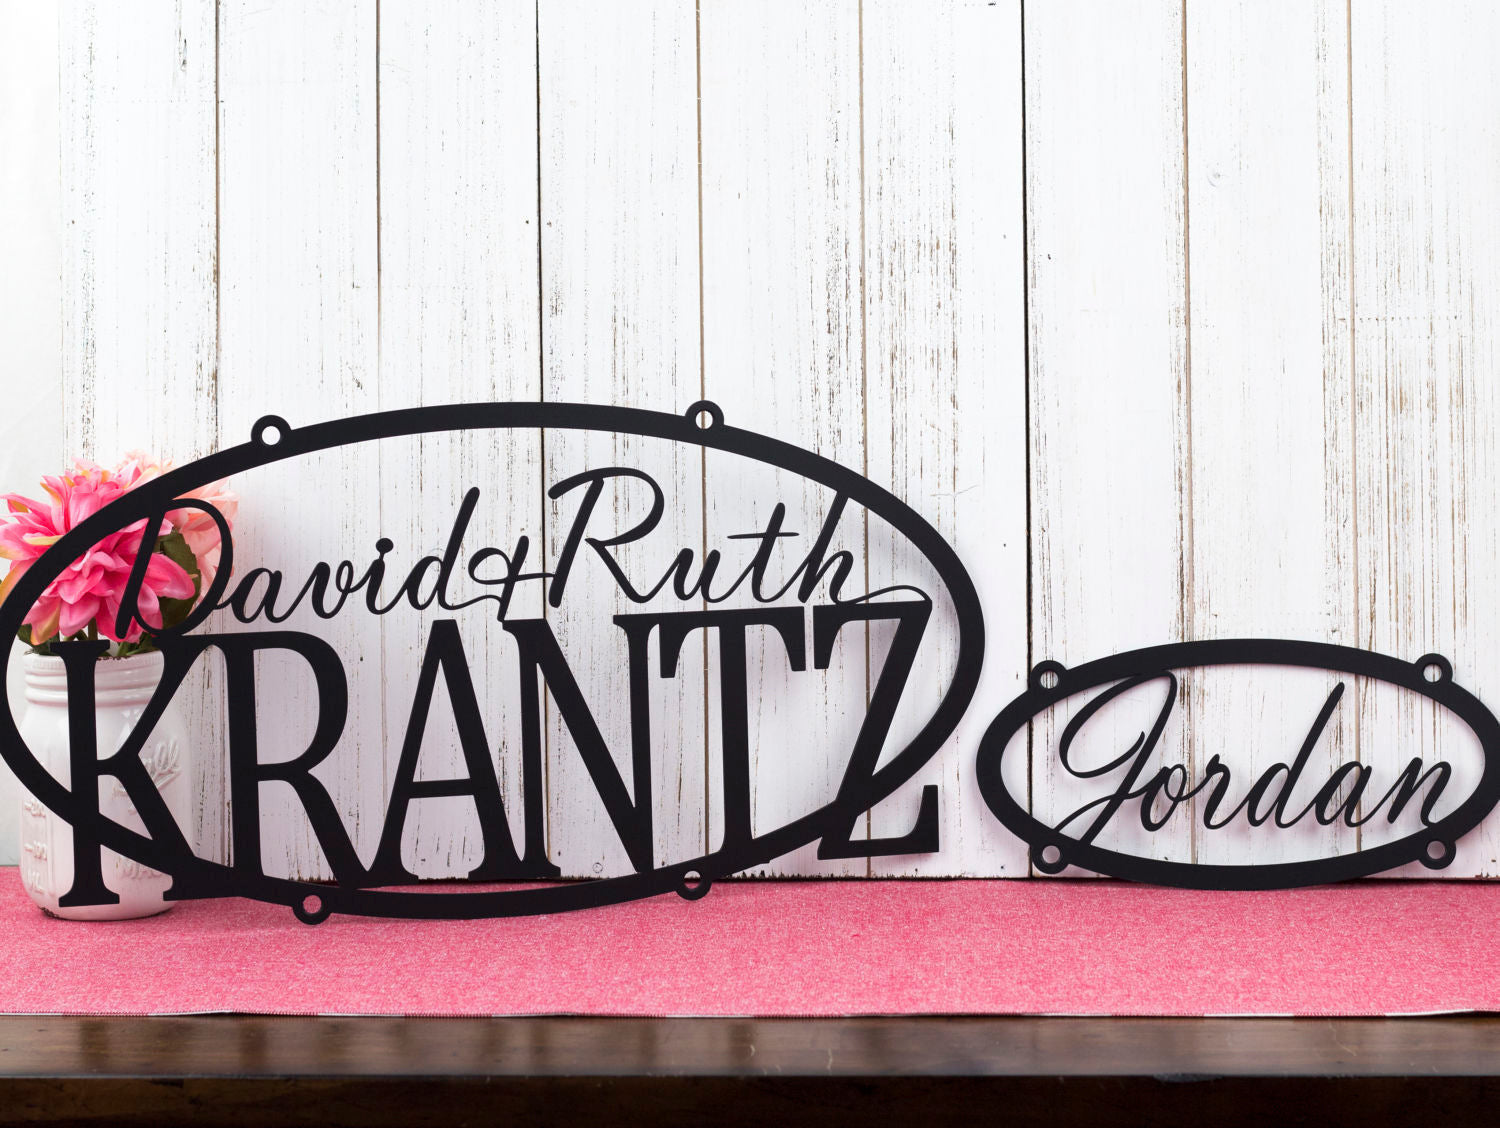 David & Ruth
KRANTZ
Jordan